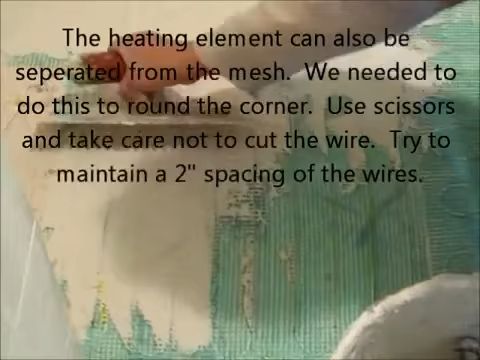 The heating element can also be
seperated from the mesh.  We needed to
do this to round the corner.  Use scissors
and take care not to cut the wire.  Try to
maintain a 2" spacing of the wires.